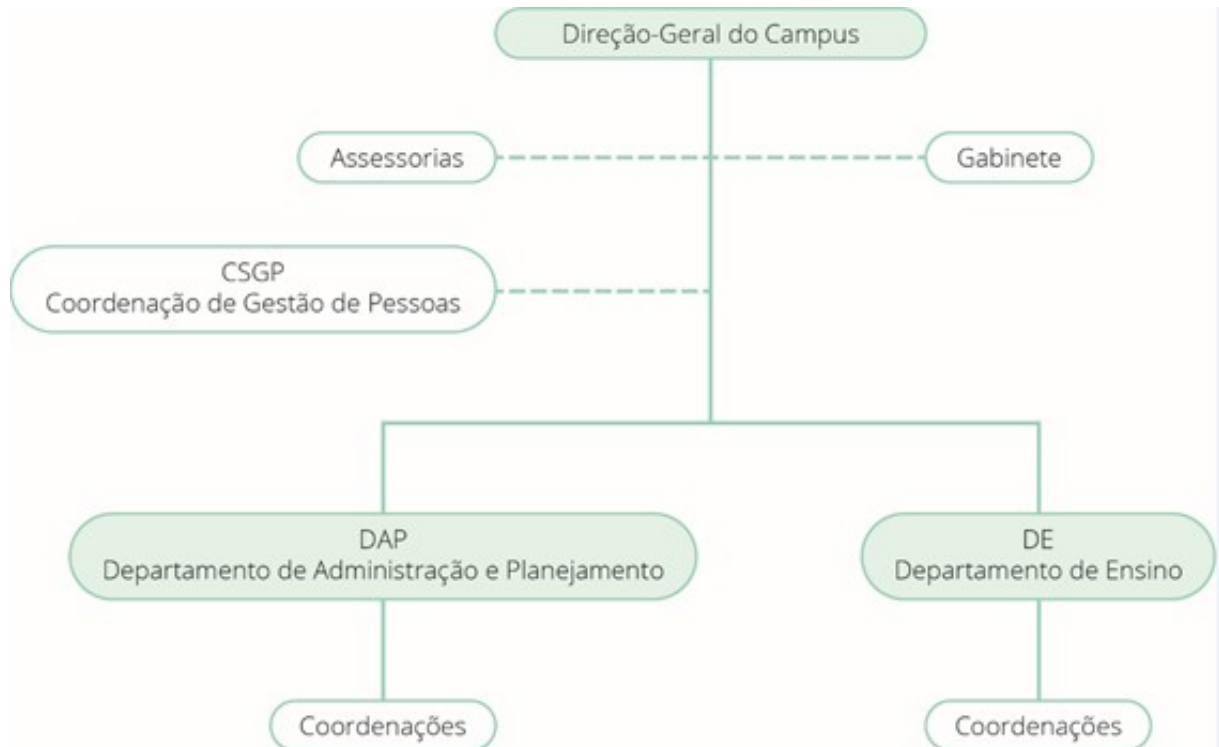 Direção-Geral do Campus
Assessorias
Gabinete
CSGP
Coordenação de Gestão de Pessoas
DAP
Departamento de Administração e Planejamento
DE
Departamento de Ensino
Coordenações
Coordenações